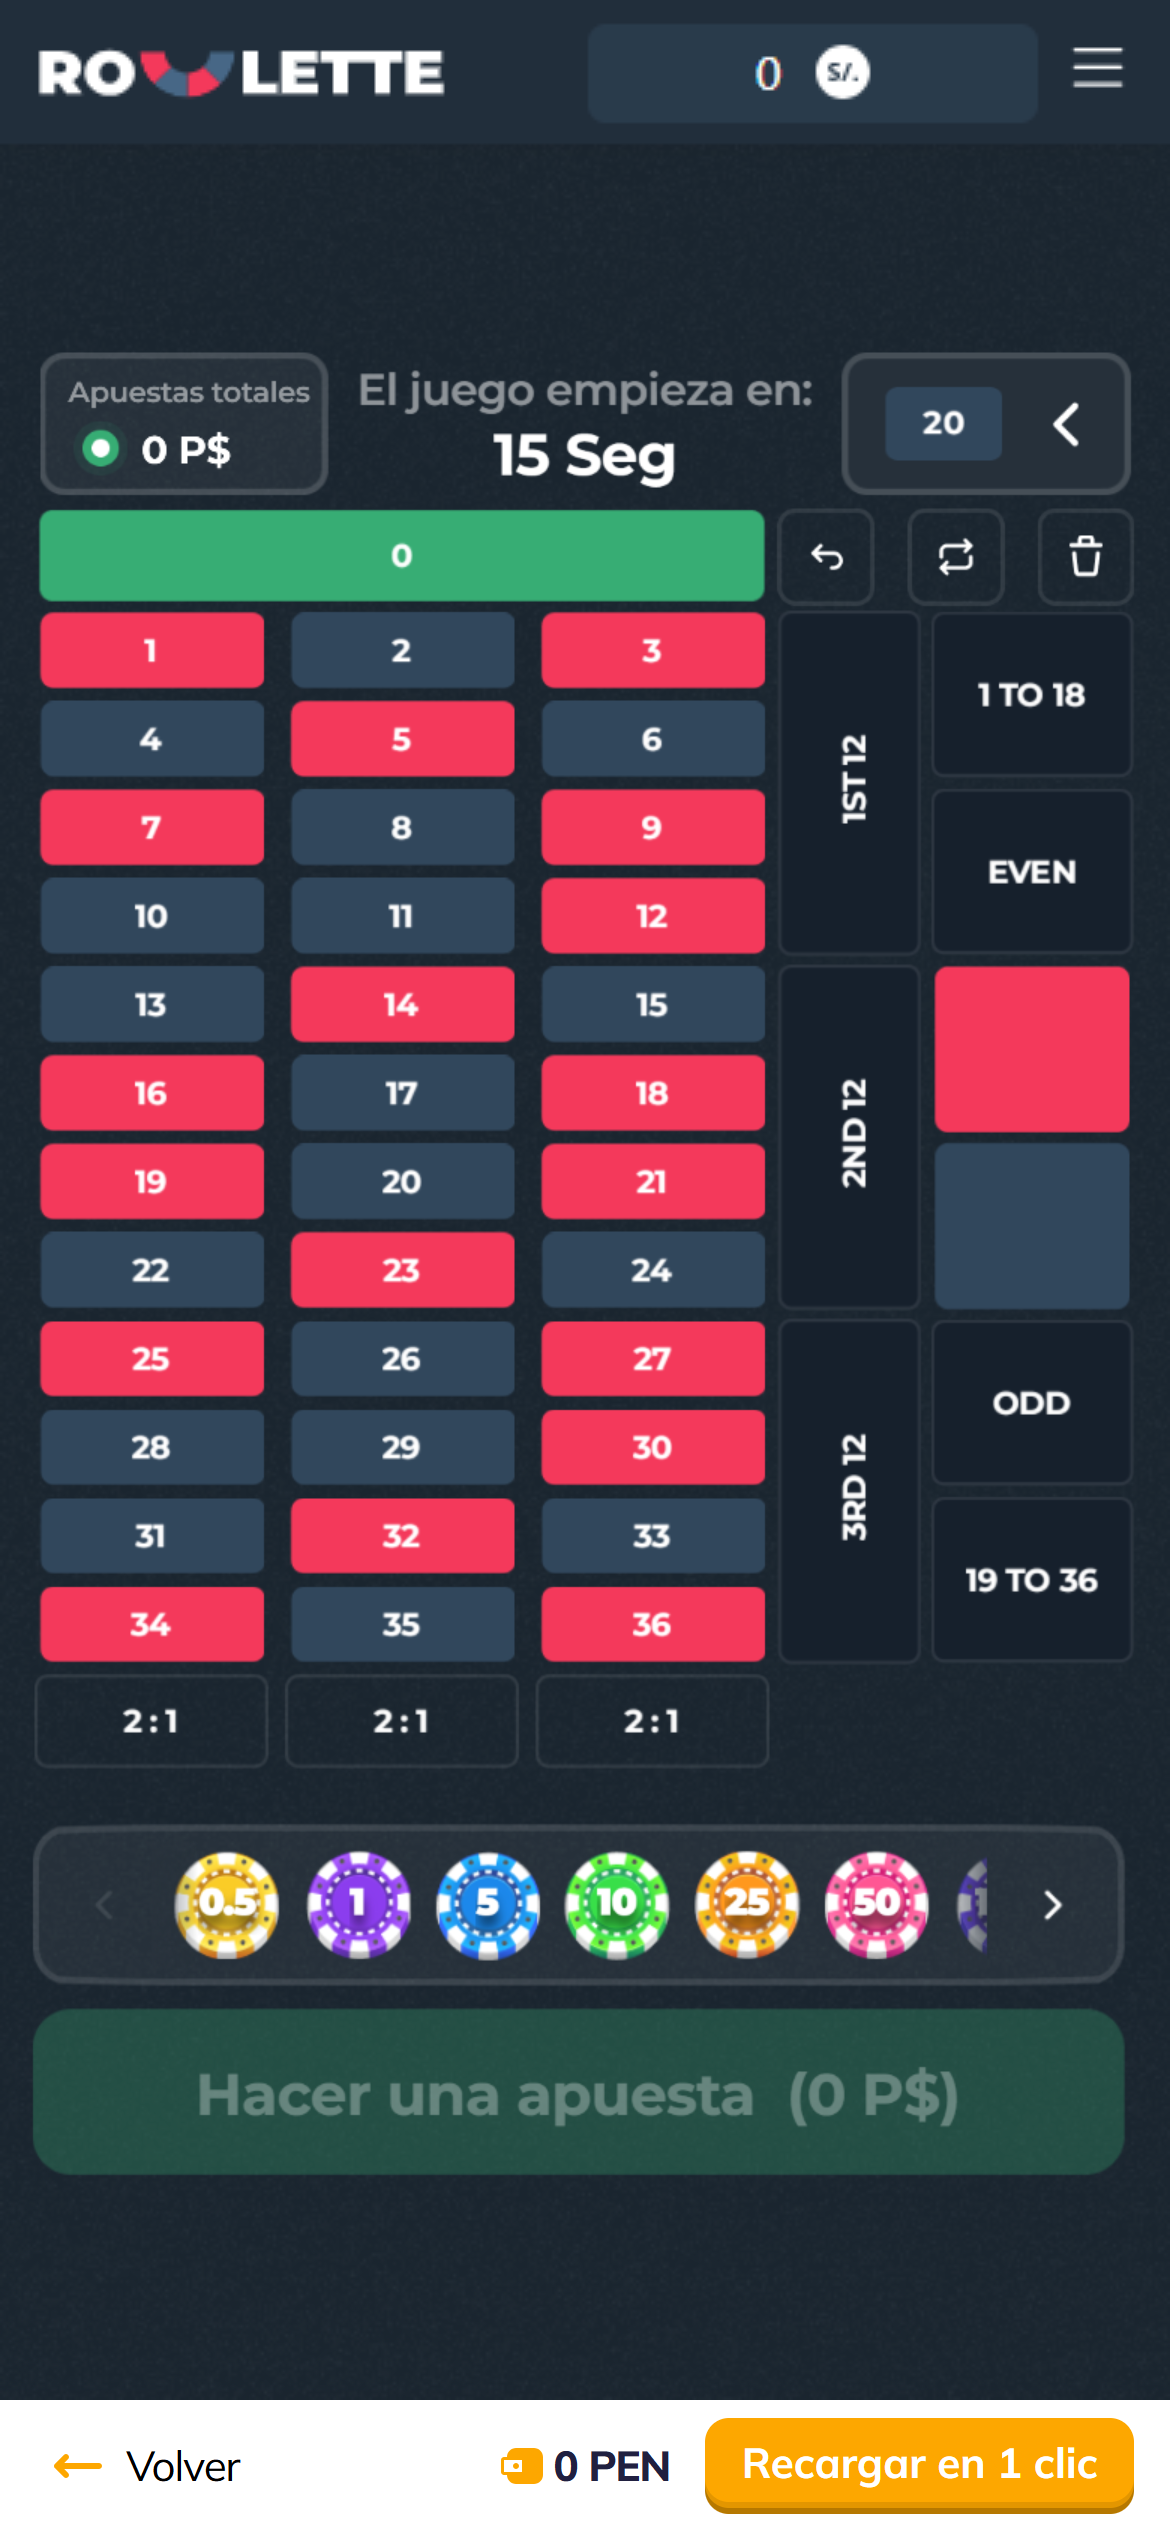 ROULETTE
0 S/.
Apuestas totales
0 P$
El juego empieza en:
15 Seg
20
0
1 2 3
4 5 6
7 8 9
10 11 12
13 14 15
16 17 18
19 20 21
22 23 24
25 26 27
28 29 30
31 32 33
34 35 36
2:1 2:1 2:1
1ST 12
2ND 12
3RD 12
1 TO 18
EVEN
ODD
19 TO 36
0.5 1 5 10 25 50
Hacer una apuesta (0 P$)
Volver
0 PEN
Recargar en 1 clic